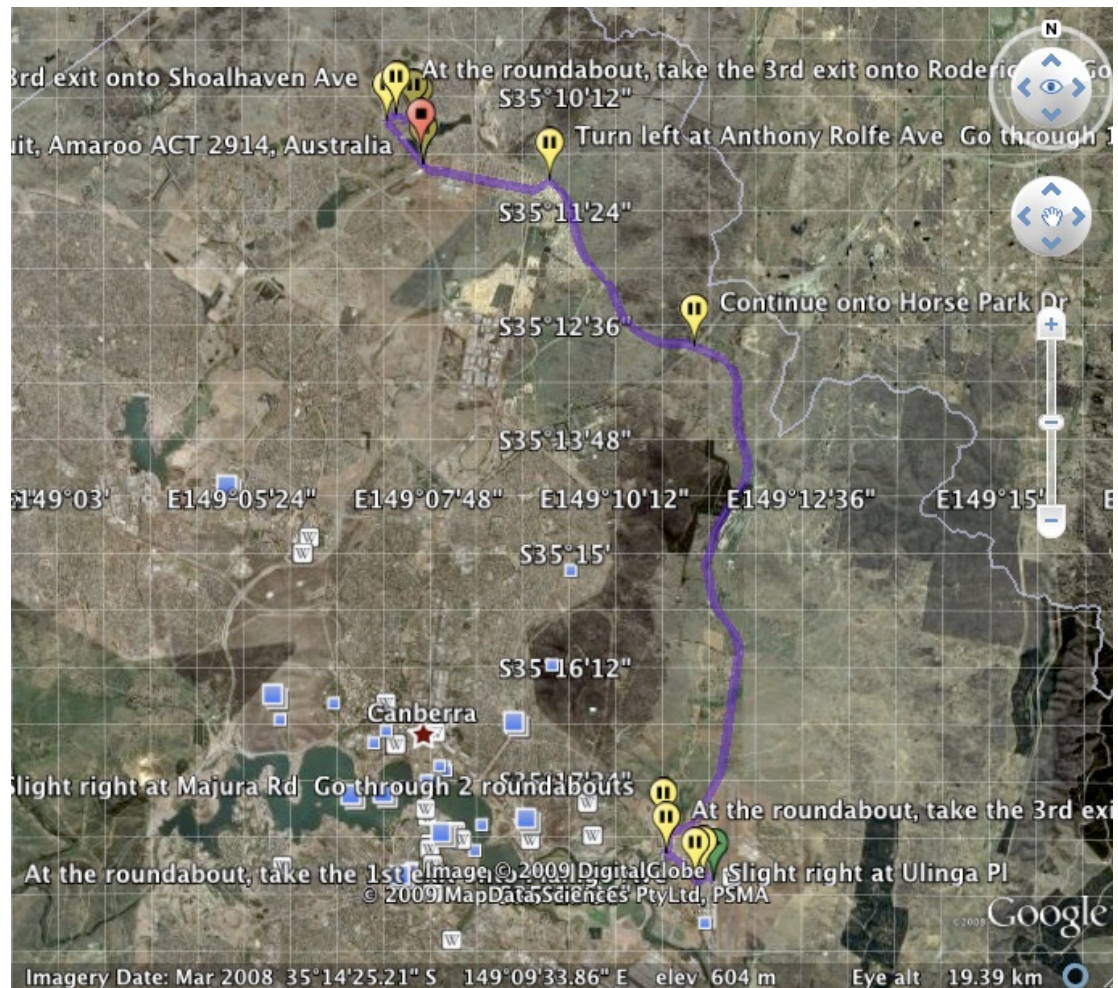 N
3rd exit onto Shoalhaven Ave
At the roundabout, take the 3rd exit onto Roderic
Go
S35°10'12"
uit, Amaroo ACT 2914, Australia
Turn left at Anthony Rolfe Ave Go through
S35°11'24"
Continue onto Horse Park Dr
S35°12'36"
S35°13'48"
E149°03'
E149°05'24"
E149°07'48"
E149°10'12"
E149°12'36"
E149°15'
S35°15'
S35°16'12"
Canberra
Slight right at Majura Rd Go through 2 roundabouts
At the roundabout, take the 3rd exi
At the roundabout, take the 1st
Slight right at Ulinga Pl
Image © 2009 DigitalGlobe
© 2009 MapData Sciences PtyLtd, PSMA
© 2008 Google
Imagery Date: Mar 2008 35°14'25.21" S 149°09'33.86" E elev 604 m Eye alt 19.39 km